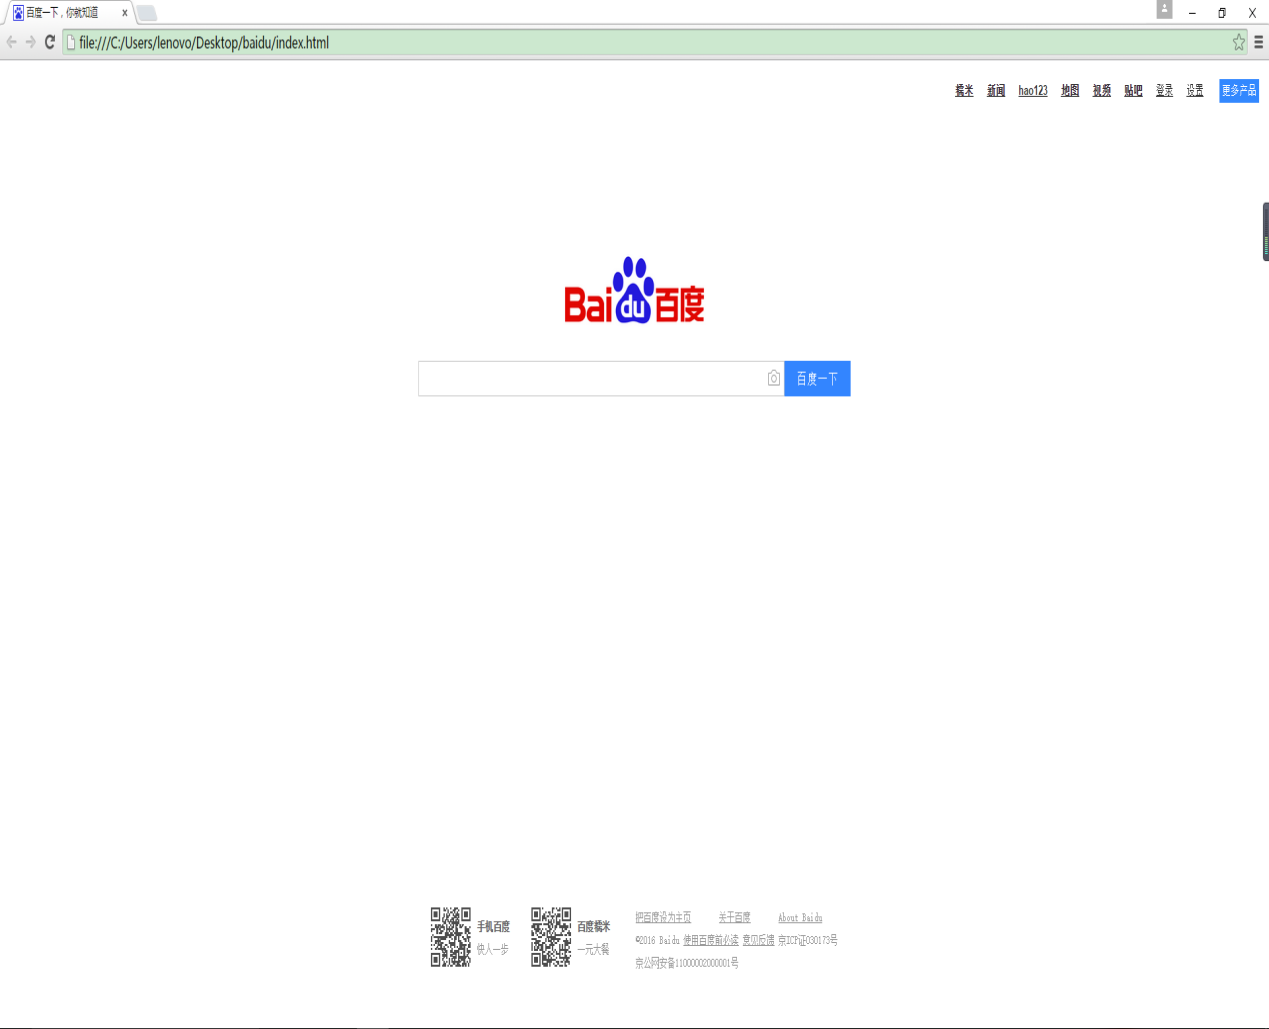 百度一下，你就知道
file:///C:/Users/lenovo/Desktop/baidu/index.html
糯米 新闻 hao123 地图 视频 贴吧 登录 设置 更多产品
Baidu百度
百度一下
手机百度
快人一步
百度糯米
一元大餐
把百度设为主页 关于百度 About Baidu
©2016 Baidu 使用百度前必读 意见反馈 京ICP证030173号
京公网安备11000002000001号